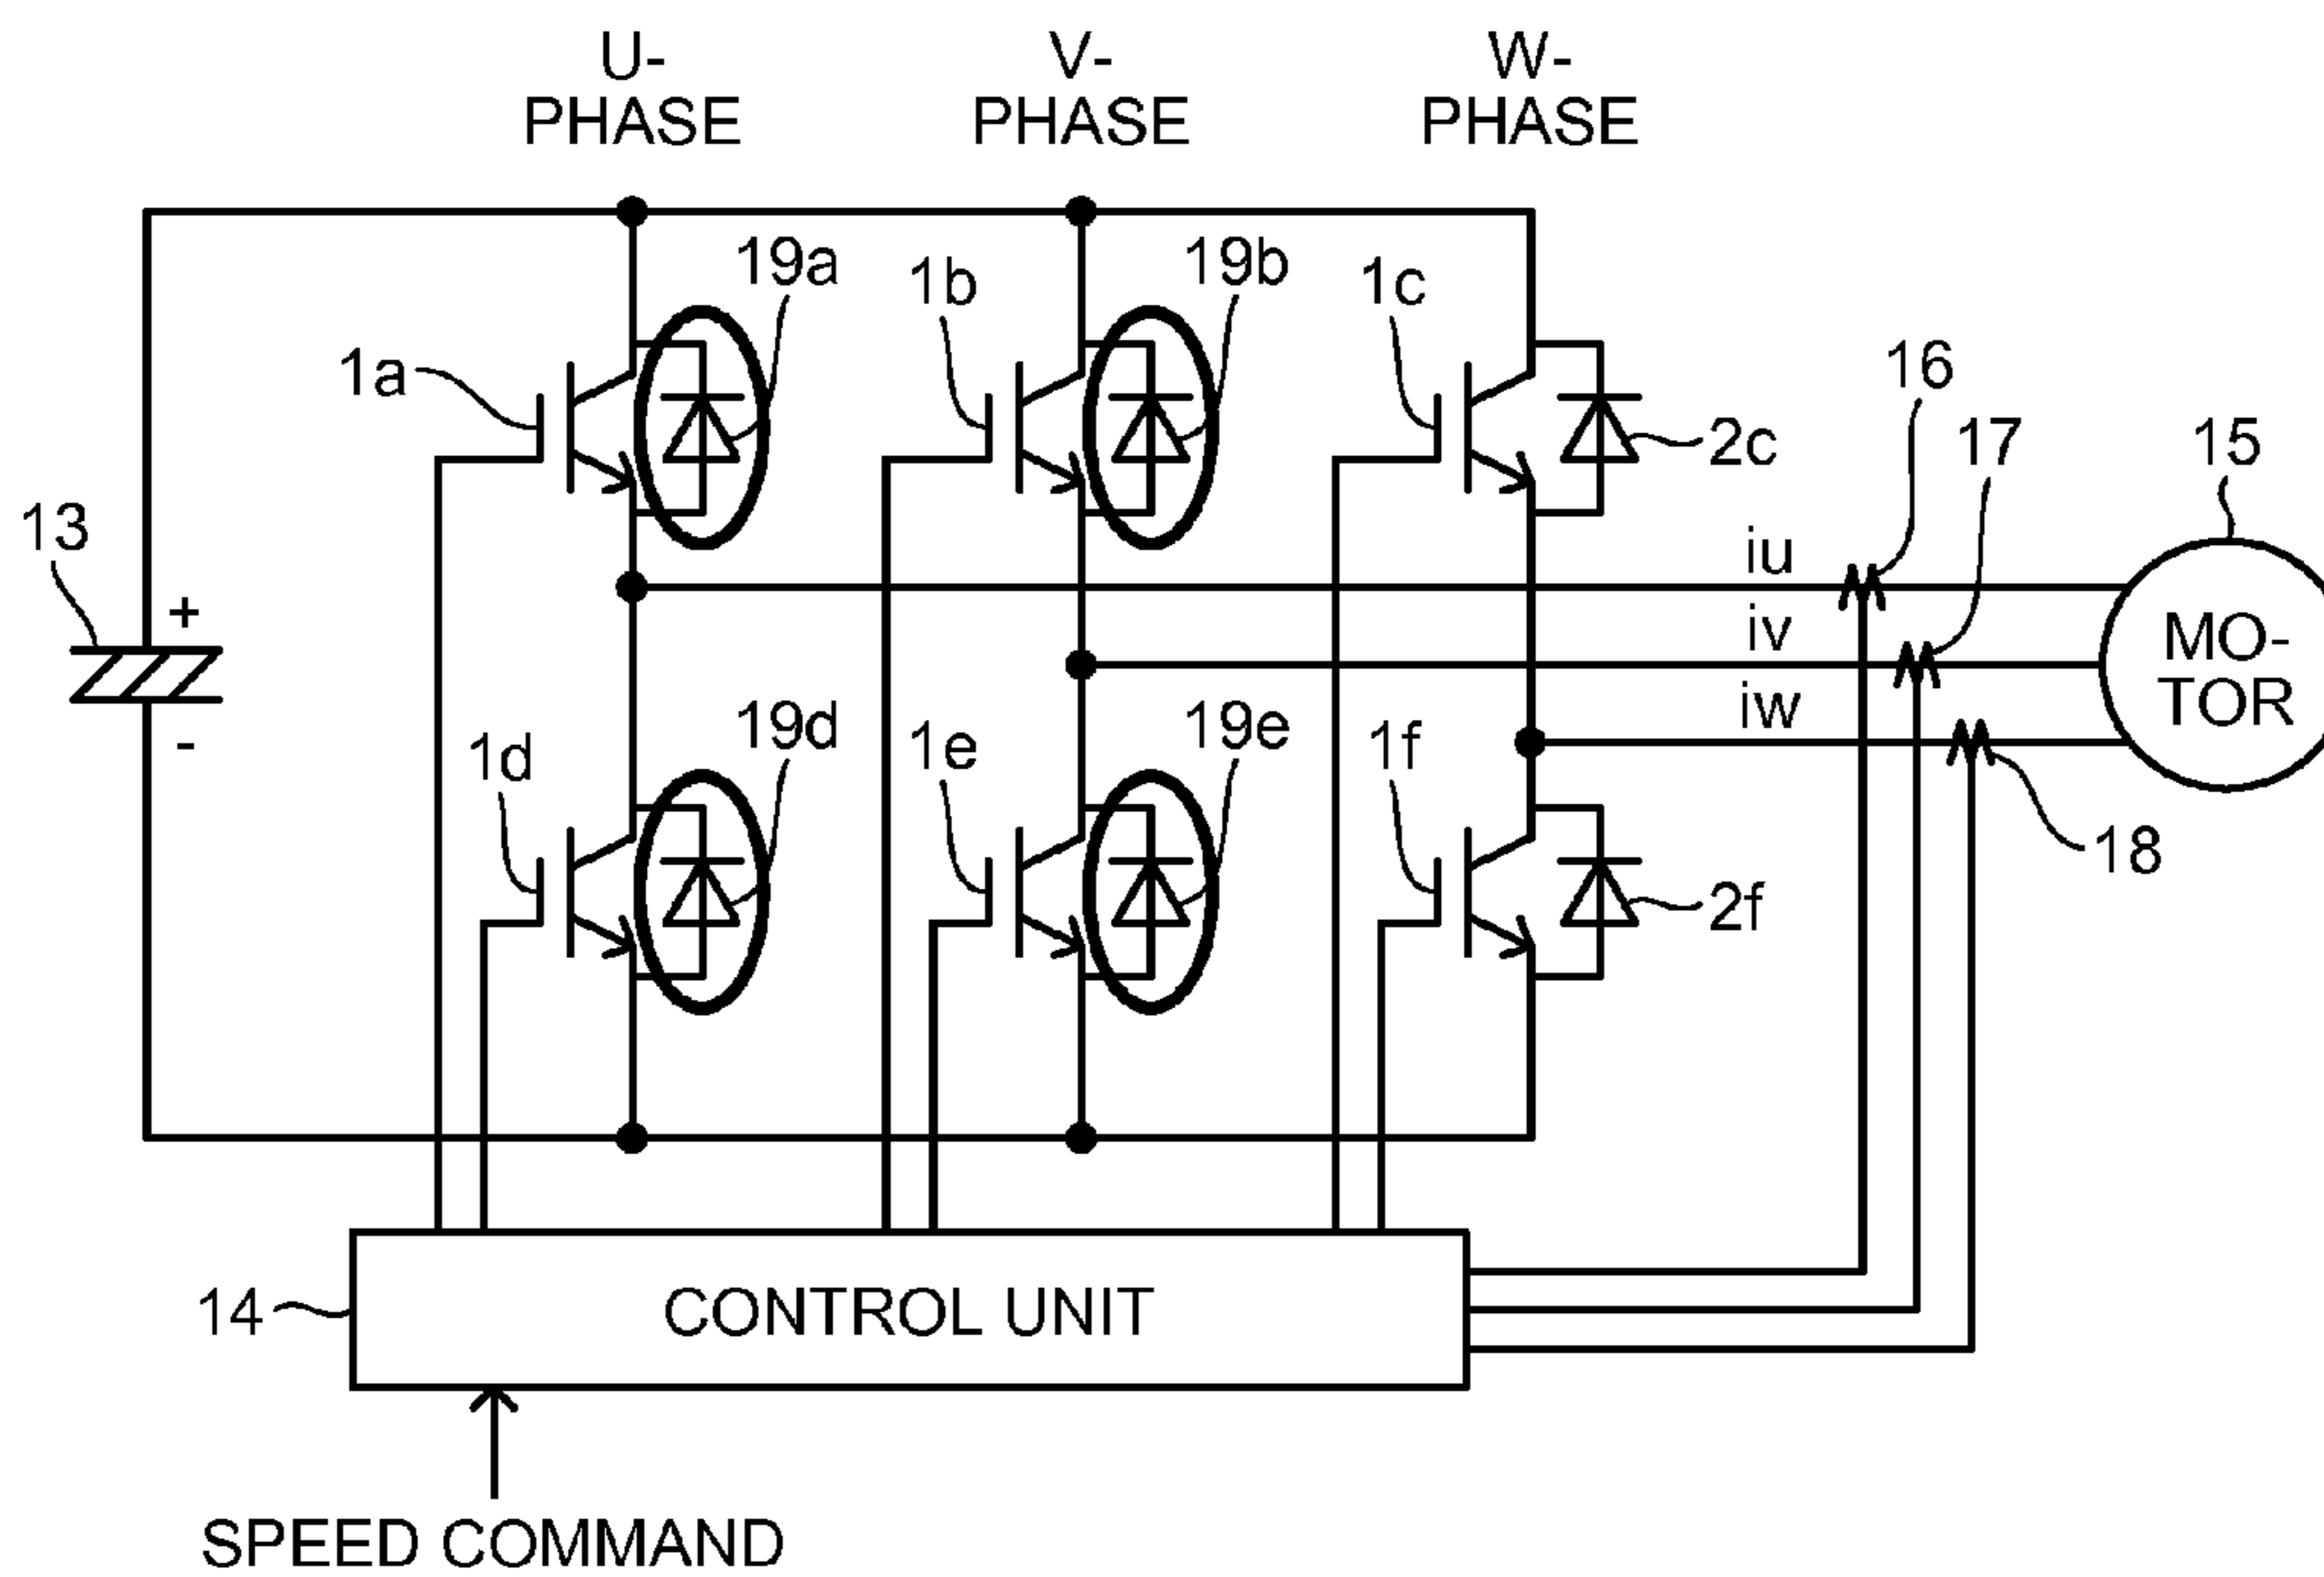 U-
PHASE
V-
PHASE
W-
PHASE
19a
1b
19b
1c
1a
16
17
2c
15
13
iu
+
iv
MO-
TOR
iw
-
1d
19d
1e
19e
1f
18
2f
14
CONTROL UNIT
SPEED COMMAND